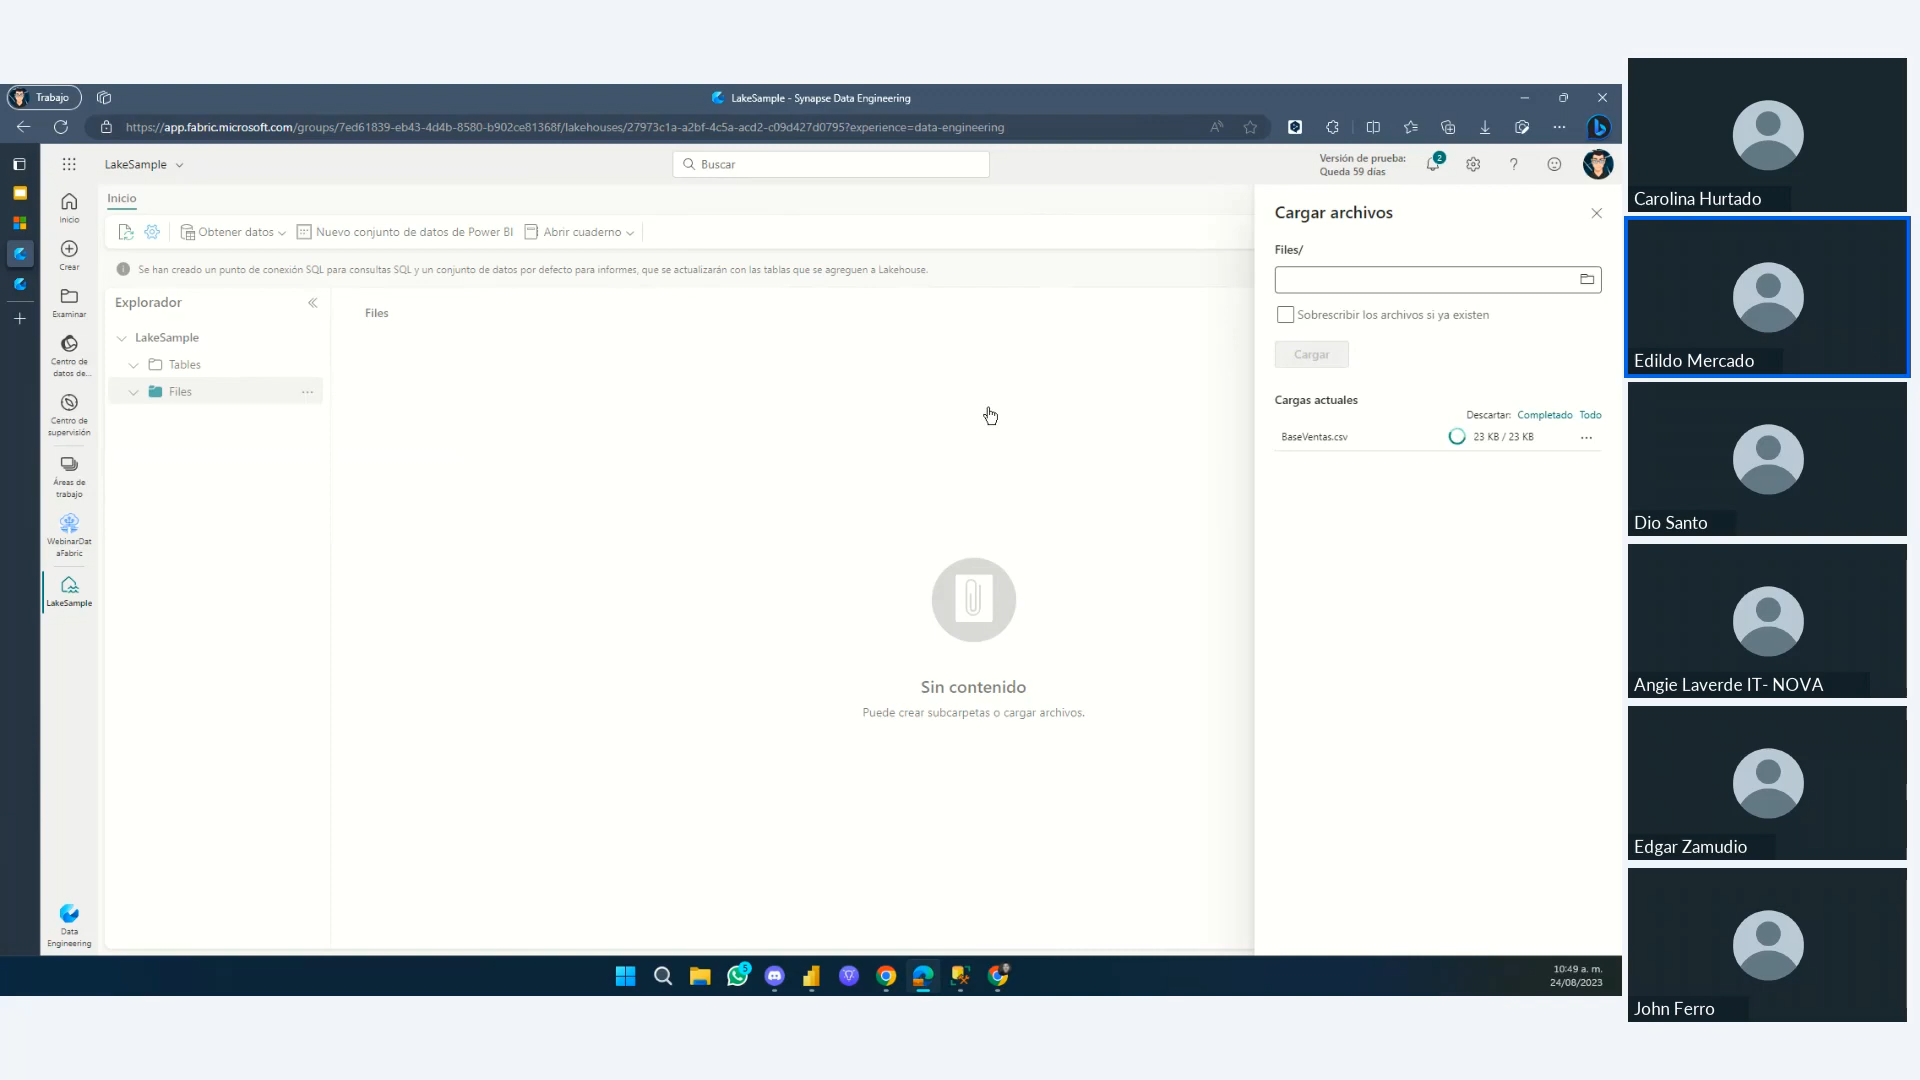 Trabajo
LakeSample - Synapse Data Engineering
https://app.fabric.microsoft.com/groups/7ed61839-eb43-4d4b-8580-b902ce81368f/lakehouses/27973c1a-a2bf-4c5a-acd2-c09d427d0795?experience=data-engineering
LakeSample
Buscar
Versión de prueba:
Queda 59 días
2
Inicio
Obtener datos
Nuevo conjunto de datos de Power BI
Abrir cuaderno
Se han creado un punto de conexión SQL para consultas SQL y un conjunto de datos por defecto para informes, que se actualizarán con las tablas que se agreguen a Lakehouse.
Inicio
Crear
Examinar
Centro de
datos de...
Centro de
supervisión
Áreas de
trabajo
WebinarDat
aFabric
LakeSample
Data
Engineering
Explorador
LakeSample
Tables
Files
...
Files
Sin contenido
Puede crear subcarpetas o cargar archivos.
Cargar archivos
Files/
Sobrescribir los archivos si ya existen
Cargar
Cargas actuales
Descartar: Completado Todo
BaseVentas.csv
23 KB / 23 KB
...
5
10:49 a. m.
24/08/2023
Carolina Hurtado
Edildo Mercado
Dio Santo
Angie Laverde IT- NOVA
Edgar Zamudio
John Ferro